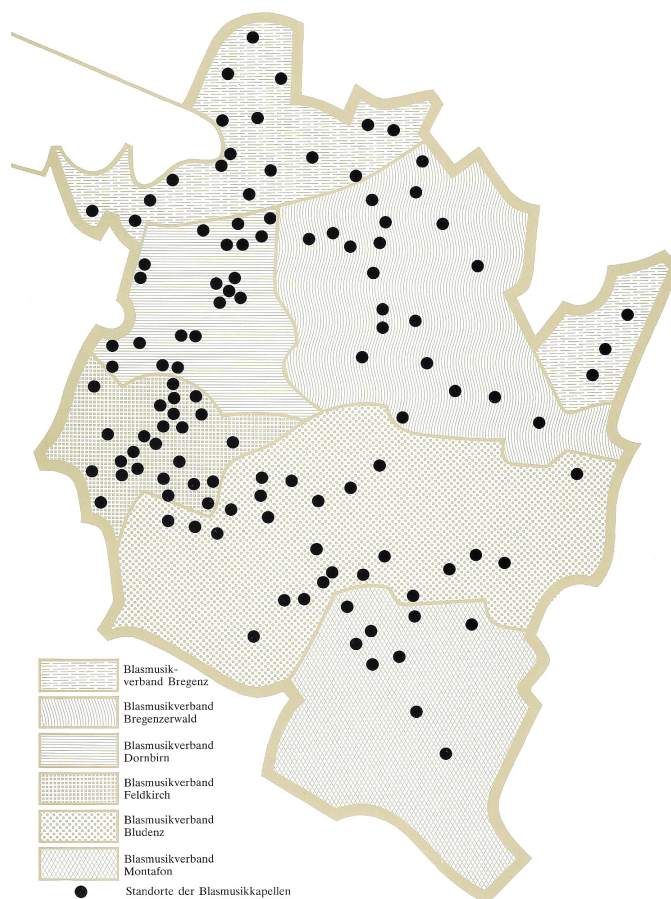 Blasmusik-
verband Bregenz
Blasmusikverband
Bregenzerwald
Blasmusikverband
Dornbirn
Blasmusikverband
Feldkirch
Blasmusikverband
Bludenz
Blasmusikverband
Montafon
Standorte der Blasmusikkapellen